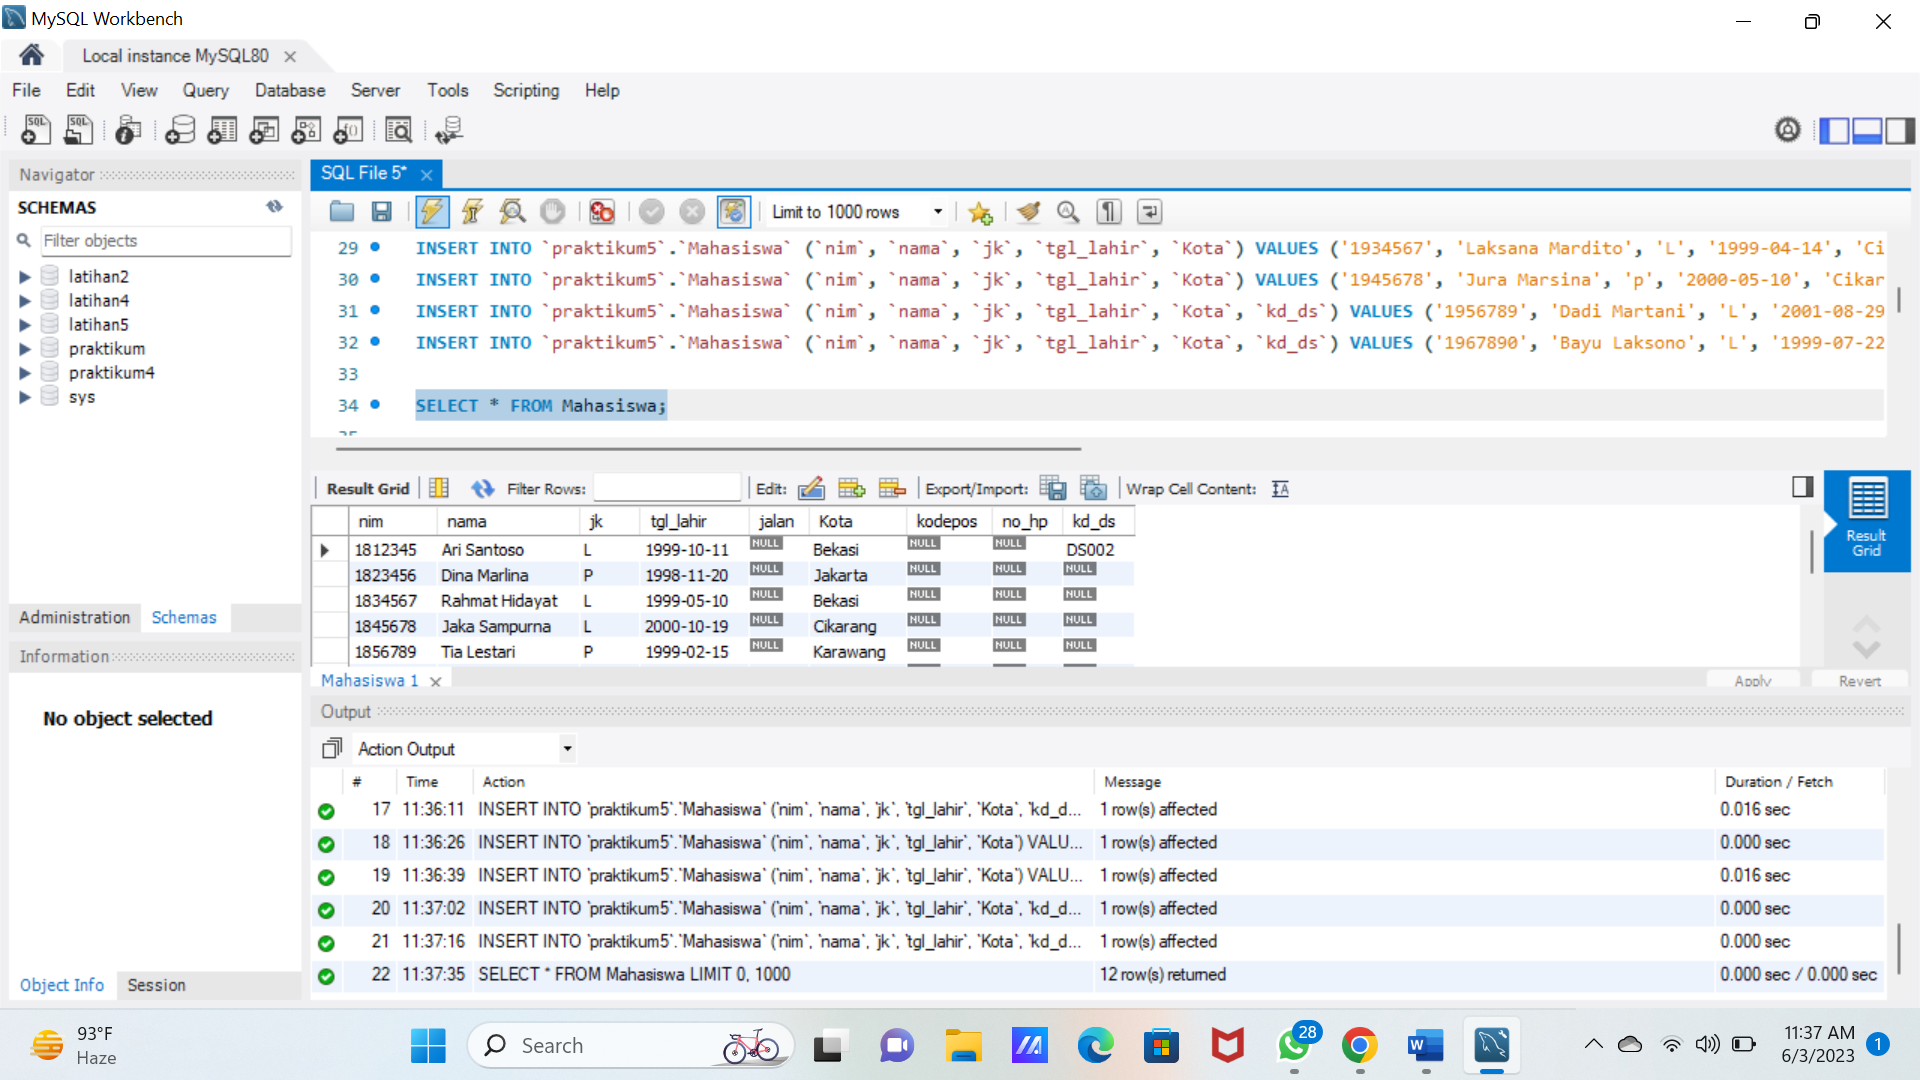 MySQL Workbench
Local instance MySQL80
File Edit View Query Database Server Tools Scripting Help
Navigator
SCHEMAS
Filter objects
latihan2
latihan4
latihan5
praktikum
praktikum4
sys
Administration Schemas
Information
No object selected
Object Info Session
SQL File 5*
Limit to 1000 rows
29 INSERT INTO `praktikum5`.`Mahasiswa` (`nim`, `nama`, `jk`, `tgl_lahir`, `Kota`) VALUES ('1934567', 'Laksana Mardito', 'L', '1999-04-14', 'Ci
30 INSERT INTO `praktikum5`.`Mahasiswa` (`nim`, `nama`, `jk`, `tgl_lahir`, `Kota`) VALUES ('1945678', 'Jura Marsina', 'p', '2000-05-10', 'Cikar
31 INSERT INTO `praktikum5`.`Mahasiswa` (`nim`, `nama`, `jk`, `tgl_lahir`, `Kota`, `kd_ds`) VALUES ('1956789', 'Dadi Martani', 'L', '2001-08-29
32 INSERT INTO `praktikum5`.`Mahasiswa` (`nim`, `nama`, `jk`, `tgl_lahir`, `Kota`, `kd_ds`) VALUES ('1967890', 'Bayu Laksono', 'L', '1999-07-22
33
34 SELECT * FROM Mahasiswa;
Result Grid Filter Rows: Edit: Export/Import: Wrap Cell Content:
nim nama jk tgl_lahir jalan Kota kodepos no_hp kd_ds
1812345 Ari Santoso L 1999-10-11 NULL Bekasi NULL NULL DS002
1823456 Dina Marlina P 1998-11-20 NULL Jakarta NULL NULL NULL
1834567 Rahmat Hidayat L 1999-05-10 NULL Bekasi NULL NULL NULL
1845678 Jaka Sampurna L 2000-10-19 NULL Cikarang NULL NULL NULL
1856789 Tia Lestari P 1999-02-15 NULL Karawang NULL NULL NULL
Result
Grid
Mahasiswa 1 Apply Revert
Output
Action Output
# Time Action Message Duration / Fetch
17 11:36:11 INSERT INTO `praktikum5`.`Mahasiswa` (`nim`, `nama`, `jk`, `tgl_lahir`, `Kota`, `kd_d... 1 row(s) affected 0.016 sec
18 11:36:26 INSERT INTO `praktikum5`.`Mahasiswa` (`nim`, `nama`, `jk`, `tgl_lahir`, `Kota`) VALU... 1 row(s) affected 0.000 sec
19 11:36:39 INSERT INTO `praktikum5`.`Mahasiswa` (`nim`, `nama`, `jk`, `tgl_lahir`, `Kota`) VALU... 1 row(s) affected 0.016 sec
20 11:37:02 INSERT INTO `praktikum5`.`Mahasiswa` (`nim`, `nama`, `jk`, `tgl_lahir`, `Kota`, `kd_d... 1 row(s) affected 0.000 sec
21 11:37:16 INSERT INTO `praktikum5`.`Mahasiswa` (`nim`, `nama`, `jk`, `tgl_lahir`, `Kota`, `kd_d... 1 row(s) affected 0.000 sec
22 11:37:35 SELECT * FROM Mahasiswa LIMIT 0, 1000 12 row(s) returned 0.000 sec / 0.000 sec
93°F
Haze
Search
28
11:37 AM
6/3/2023
1